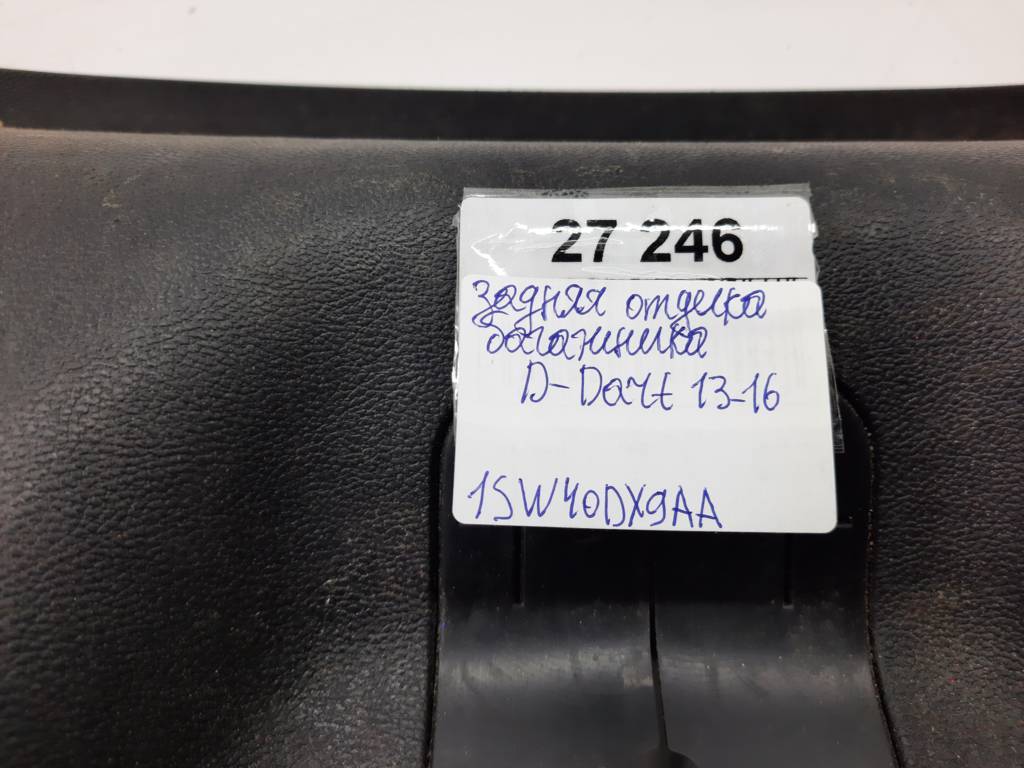 27 246
задняя отделка
багажника
D-Dart 13-16
1SW40DX9AA